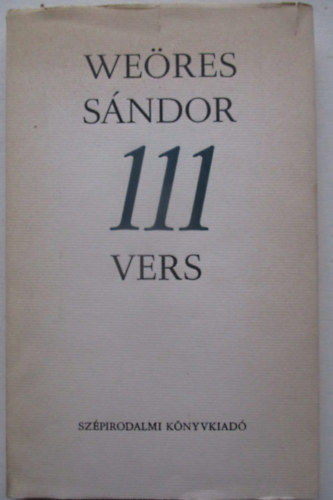 WEÖRES
SÁNDOR
111
VERS
SZÉPIRODALMI KÖNYVKIADÓ